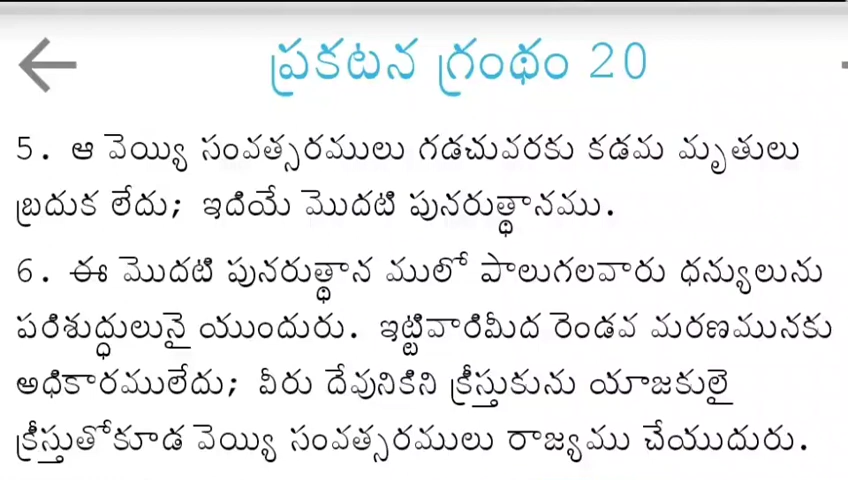 ప్రకటన గ్రంథం 20
5. ఆ వెయ్యి సంవత్సరములు గడచువరకు కడమ మృతులు
బ్రదుక లేదు; ఇదియే మొదటి పునరుత్థానము.
6. ఈ మొదటి పునరుత్థాన ములో పాలుగలవారు ధన్యులును
పరిశుద్ధులునై యుందురు. ఇట్టివారిమీద రెండవ మరణమునకు
అధికారములేదు; వీరు దేవునికిని క్రీస్తుకును యాజకులై
క్రీస్తుతోకూడ వెయ్యి సంవత్సరములు రాజ్యము చేయుదురు.